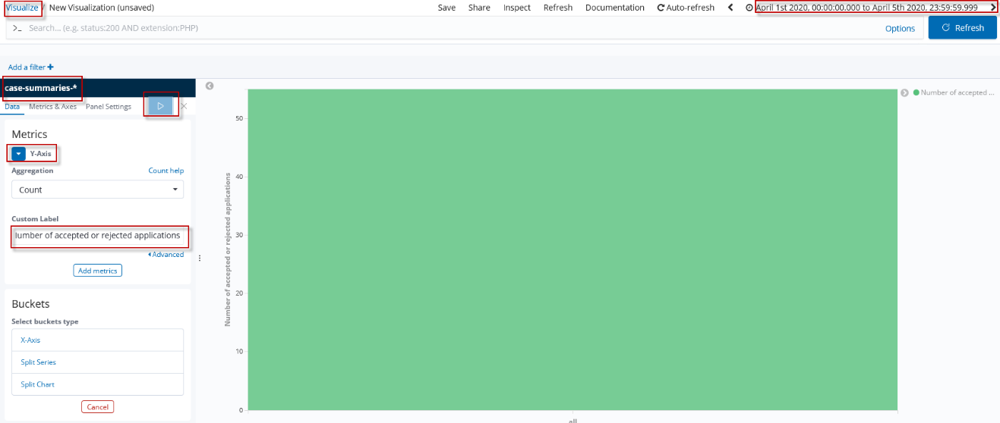 Visualize / New Visualization (unsaved)
Save Share Inspect Refresh Documentation Auto-refresh April 1st 2020, 00:00:00.000 to April 5th 2020, 23:59:59.999
>_ Search... (e.g. status:200 AND extension:PHP) Options Refresh
Add a filter +
case-summaries-*
Data Metrics & Axes Panel Settings
Metrics
Y-Axis
Aggregation Count help
Count
Custom Label
lumber of accepted or rejected applications
Advanced
Add metrics
Buckets
Select buckets type
X-Axis
Split Series
Split Chart
Cancel
Number of accepted or rejected applications
50
40
30
20
10
0
all
Number of accepted ...